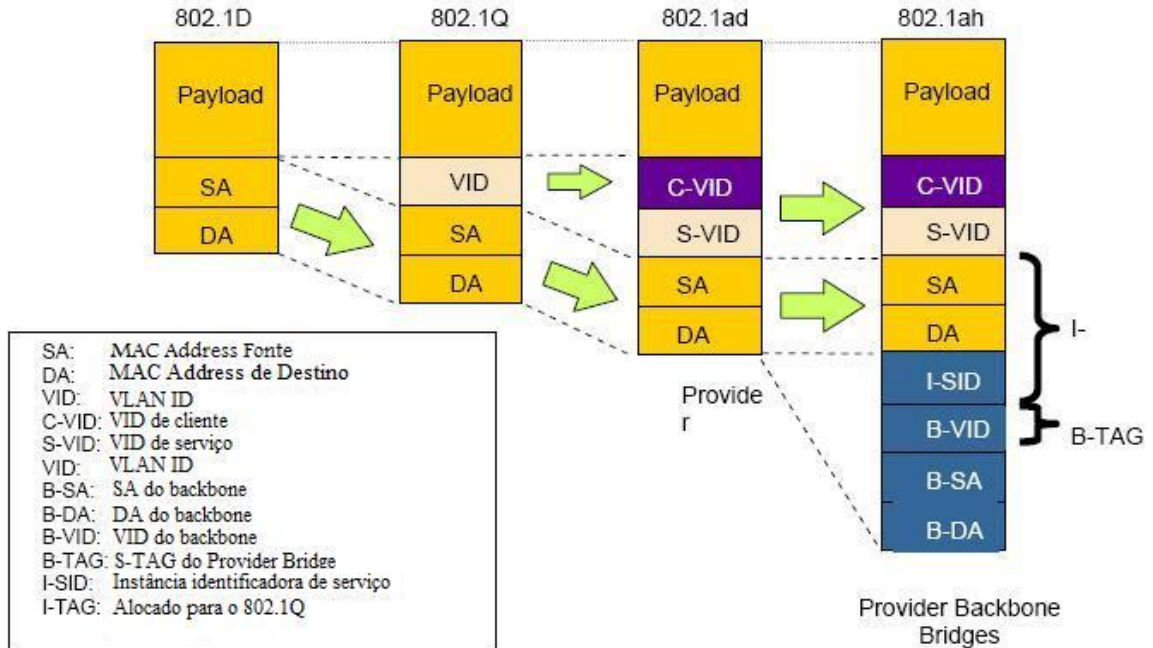 802.1D
802.1Q
802.1ad
802.1ah
Payload
SA
DA
Payload
VID
SA
DA
Payload
C-VID
S-VID
SA
DA
Provide
r
Payload
C-VID
S-VID
SA
DA
I-SID
B-VID
B-SA
B-DA
I-
B-TAG
Provider Backbone
Bridges
SA: MAC Address Fonte
DA: MAC Address de Destino
VID: VLAN ID
C-VID: VID de cliente
S-VID: VID de serviço
VID: VLAN ID
B-SA: SA do backbone
B-DA: DA do backbone
B-VID: VID do backbone
B-TAG: S-TAG do Provider Bridge
I-SID: Instância identificadora de serviço
I-TAG: Alocado para o 802.1Q